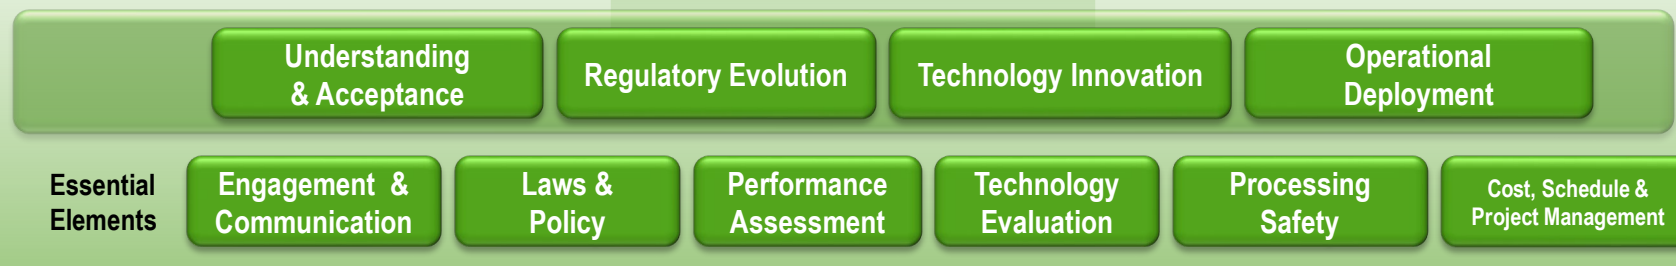 Understanding
& Acceptance
Regulatory Evolution
Technology Innovation
Operational
Deployment
Essential
Elements
Engagement &
Communication
Laws &
Policy
Performance
Assessment
Technology
Evaluation
Processing
Safety
Cost, Schedule &
Project Management